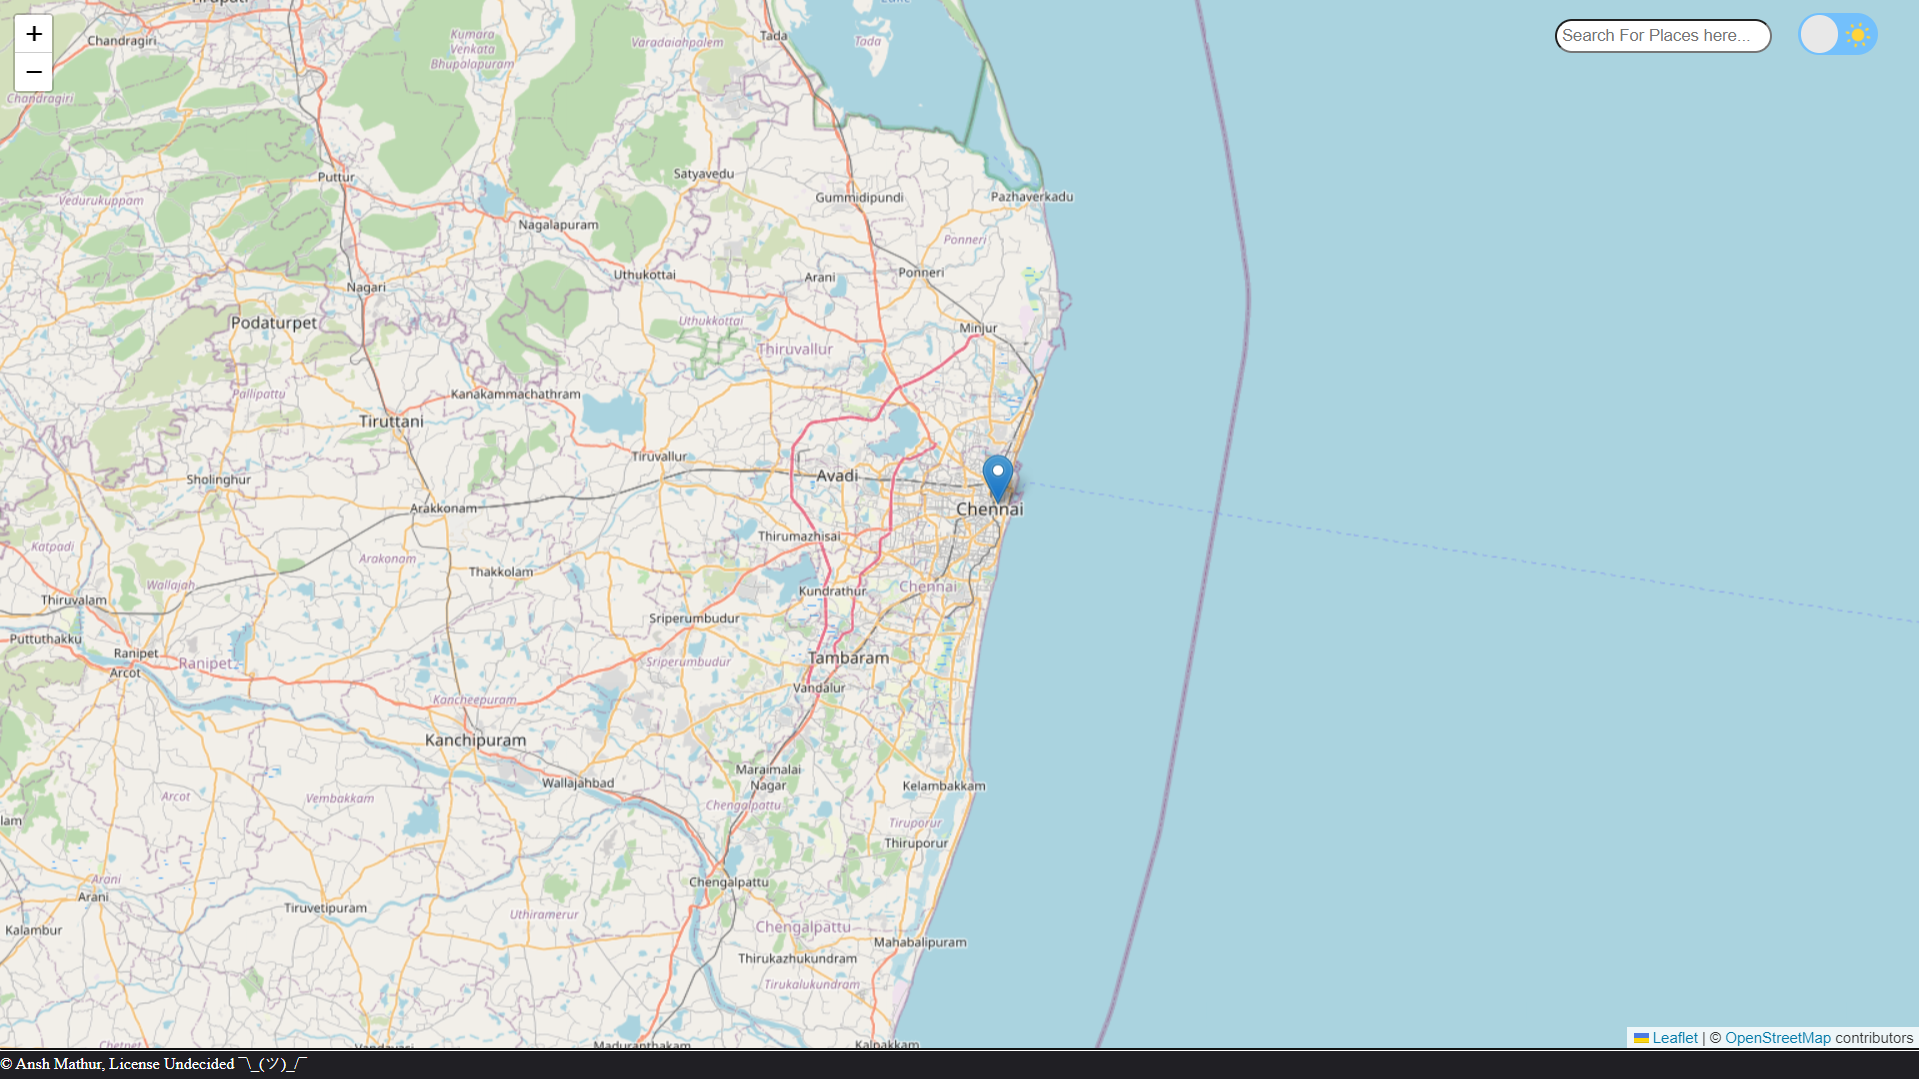 +
−
Search For Places here...
Tada
Kumara
Venkata
Bhupalapuram
Varadaiahpalem
Tada
Chandragiri
Chandragiri
Puttur
Satyavedu
Gummidipundi
Pazhaverkadu
Vedurukuppam
Nagalapuram
Ponneri
Uthukottai
Arani
Ponneri
Nagari
Podaturpet
Uthukkottai
Minjur
Thiruvallur
Pallipattu
Kanakammachathram
Tiruttani
Tiruvallur
Avadi
Sholinghur
Arakkonam
Chennai
Thirumazhisai
Katpadi
Arakonam
Thakkolam
Wallajah
Kundrathur
Chennai
Thiruvalam
Sriperumbudur
Puttuthakku
Ranipet
Ranipet
Sriperumbudur
Tambaram
Arcot
Vandalur
Kancheepuram
Kanchipuram
Maraimalai
Nagar
Wallajahbad
Kelambakkam
Arcot
Vembakkam
Chengalpattu
Tiruporur
lam
Thiruporur
Arani
Chengalpattu
Arani
Tiruvetipuram
Uthiramerur
Chengalpattu
Kalambur
Mahabalipuram
Thirukazhukundram
Tirukalukundram
Leaflet | © OpenStreetMap contributors
© Ansh Mathur, License Undecided ¯\_(ツ)_/¯